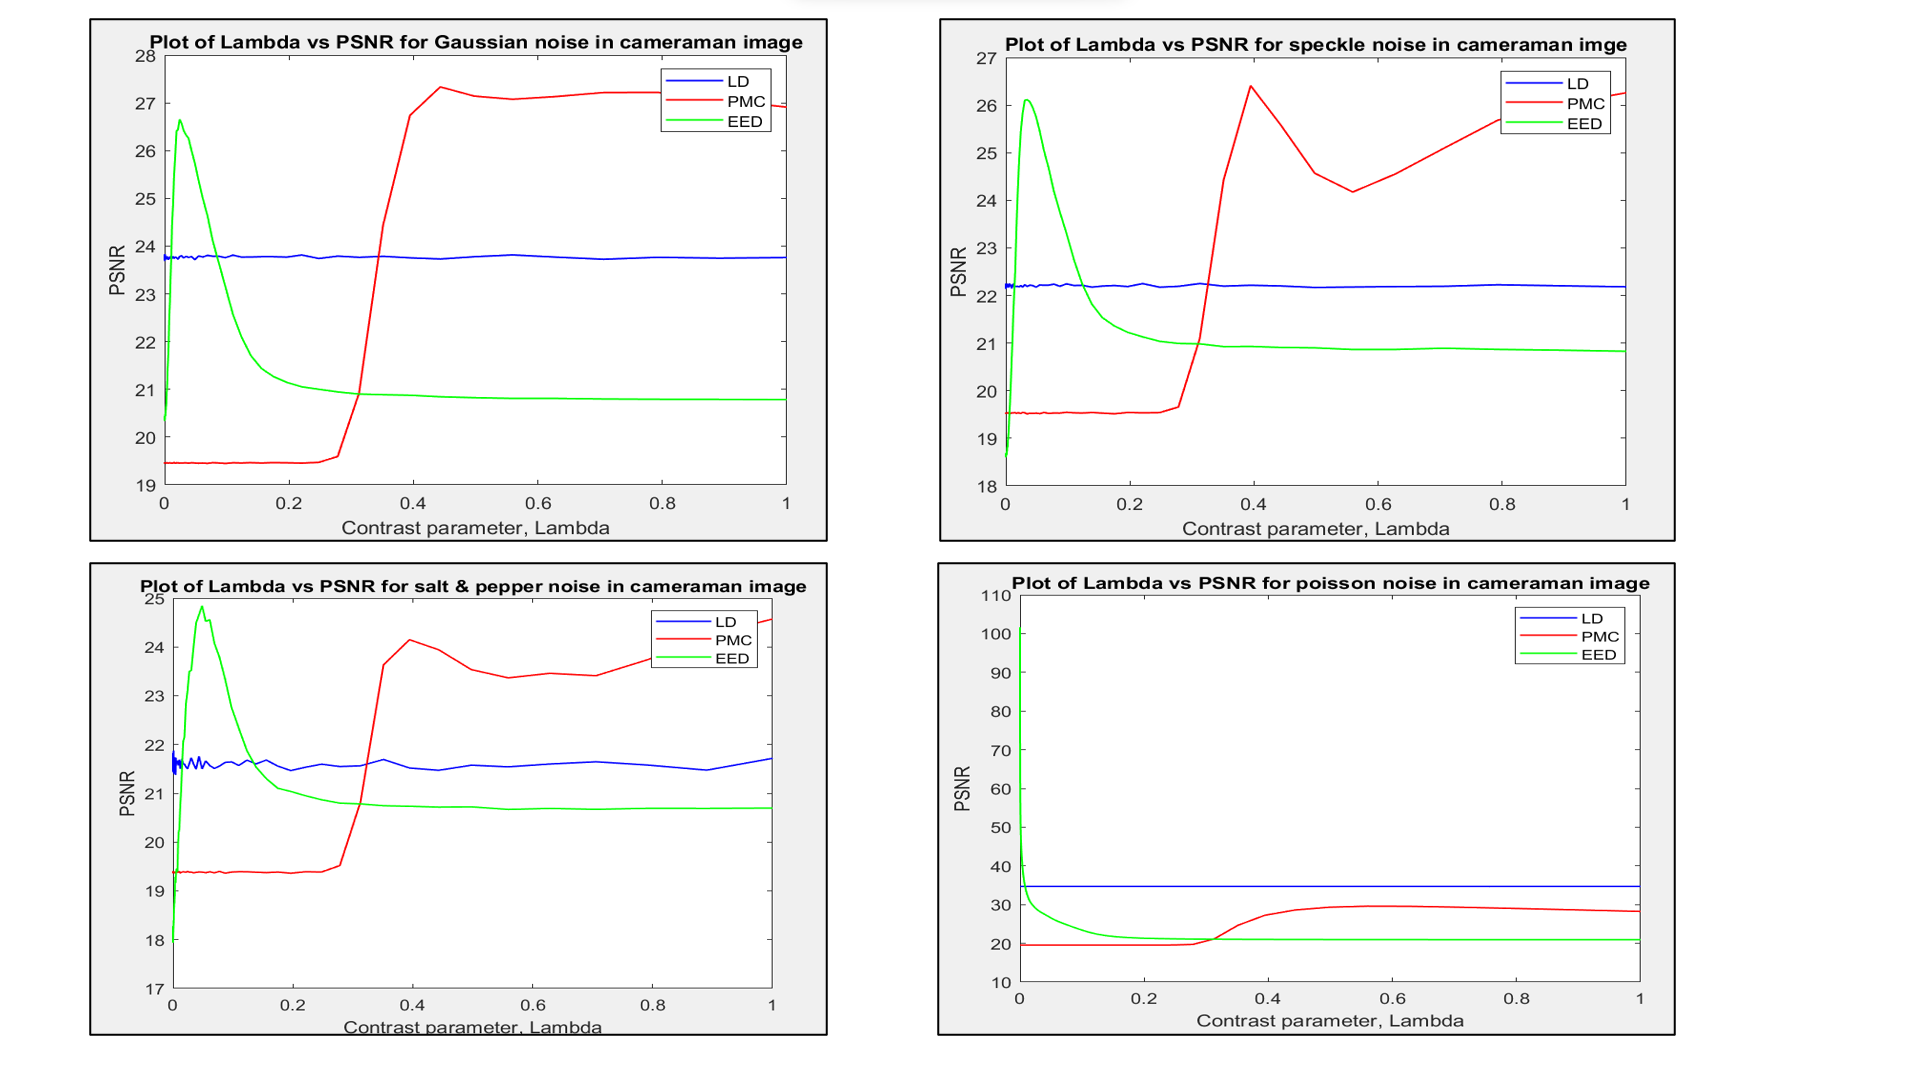 Plot of Lambda vs PSNR for Gaussian noise in cameraman image
28
27
26
25
24
23
22
21
20
19
PSNR
LD
PMC
EED
0 0.2 0.4 0.6 0.8 1
Contrast parameter, Lambda
Plot of Lambda vs PSNR for speckle noise in cameraman imge
27
26
25
24
23
22
21
20
19
18
PSNR
LD
PMC
EED
0 0.2 0.4 0.6 0.8 1
Contrast parameter, Lambda
Plot of Lambda vs PSNR for salt & pepper noise in cameraman image
25
24
23
22
21
20
19
18
17
PSNR
LD
PMC
EED
0 0.2 0.4 0.6 0.8 1
Contrast parameter, Lambda
Plot of Lambda vs PSNR for poisson noise in cameraman image
110
100
90
80
70
60
50
40
30
20
10
PSNR
LD
PMC
EED
0 0.2 0.4 0.6 0.8 1
Contrast parameter, Lambda